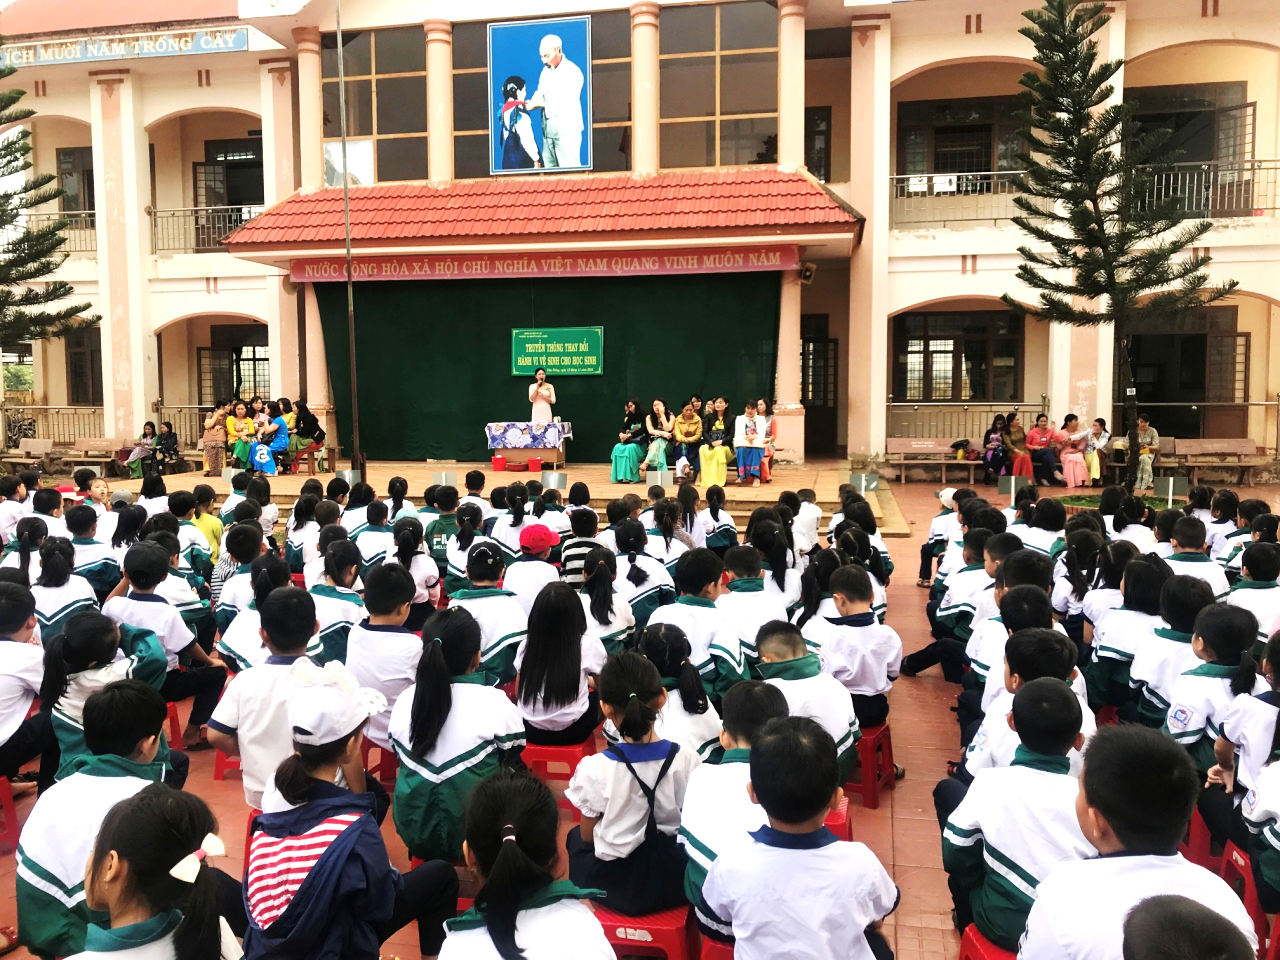 ÍCH MƯỜI NĂM TRỒNG CÂY
NƯỚC CỘNG HÒA XÃ HỘI CHỦ NGHĨA VIỆT NAM QUANG VINH MUÔN NĂM
TRUYỀN THÔNG THAY ĐỔI
HÀNH VI VỆ SINH CHO HỌC SINH